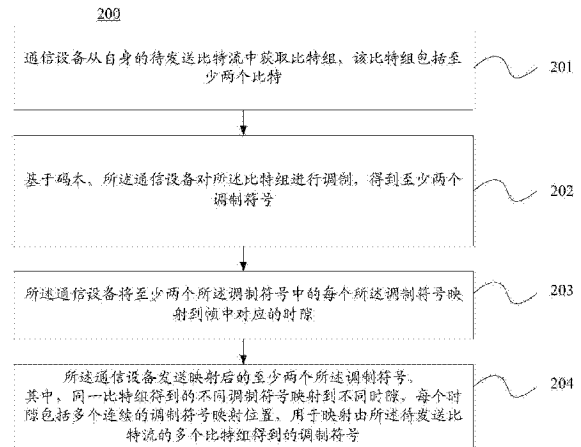 200
通信设备从自身的待发送比特流中获取比特组，该比特组包括至
少两个比特
201
基于码本，所述通信设备对所述比特组进行调制，得到至少两个
调制符号
202
所述通信设备将至少两个所述调制符号中的每个所述调制符号映
射到帧中对应的时隙
203
所述通信设备发送映射后的至少两个所述调制符号。
其中，同一比特组得到的不同调制符号映射到不同时隙，每个时
隙包括多个连续的调制符号映射位置，用于映射由所述待发送比
特流的多个比特组得到的调制符号
204